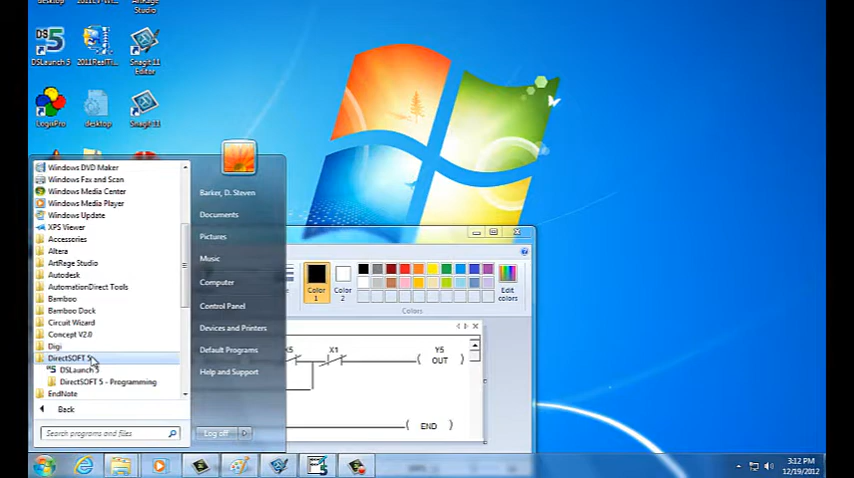 desktop
2011LV-Wi...
ArtRage
Studio
DSLaunch 5
2011RealTi...
SnagIt 11
Editor
LogixPro
desktop
SnagIt 11
Windows DVD Maker
Windows Fax and Scan
Windows Media Center
Windows Media Player
Windows Update
XPS Viewer
Accessories
Altera
ArtRage Studio
Autodesk
AutomationDirect Tools
Bamboo
Bamboo Dock
Circuit Wizard
Concept V2.0
Digi
DirectSOFT 5
DSLaunch 5
DirectSOFT 5 - Programming
EndNote
Back
Search programs and files
Barker, D. Steven
Documents
Pictures
Music
Computer
Control Panel
Devices and Printers
Default Programs
Help and Support
Log off
Color
1
Color
2
Edit
colors
Colors
X5
X1
Y5
OUT
END
3:12 PM
12/19/2012